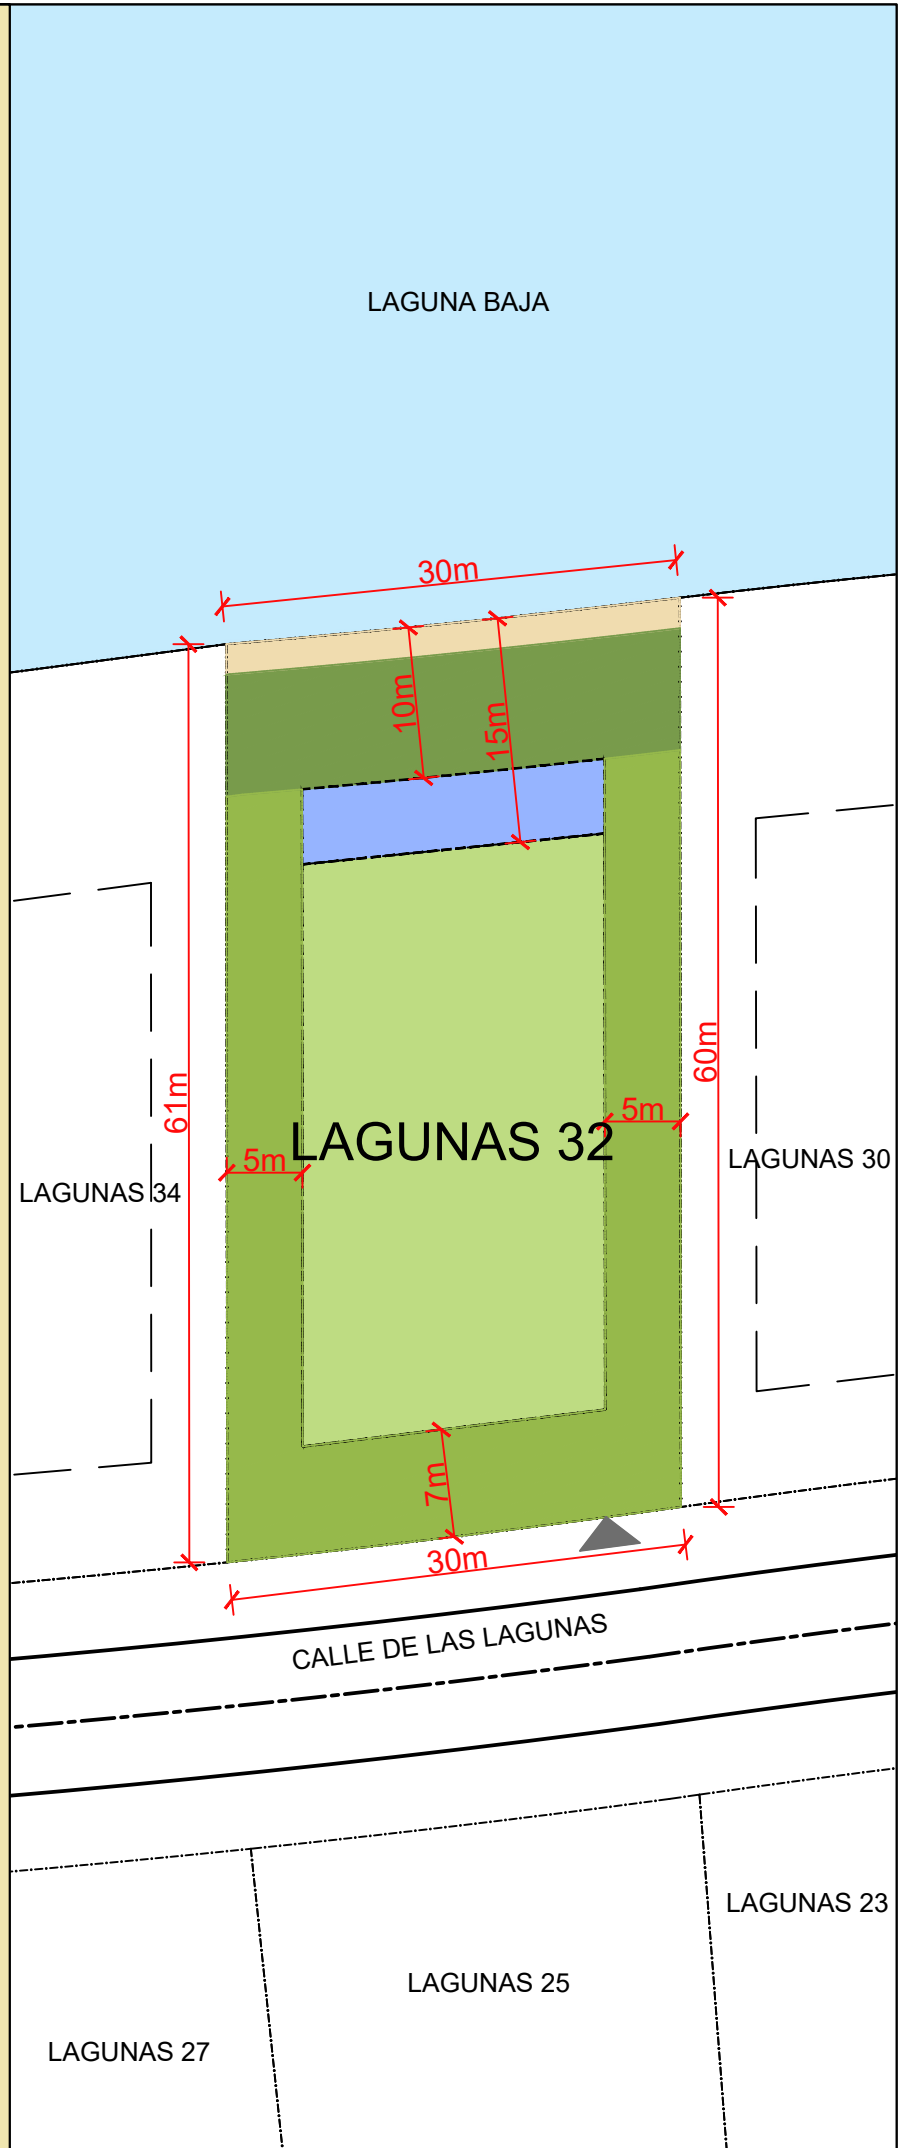 LAGUNA BAJA
30m
10m
15m
61m
60m
5m
LAGUNAS 32
5m
LAGUNAS 34
LAGUNAS 30
7m
30m
CALLE DE LAS LAGUNAS
LAGUNAS 23
LAGUNAS 25
LAGUNAS 27